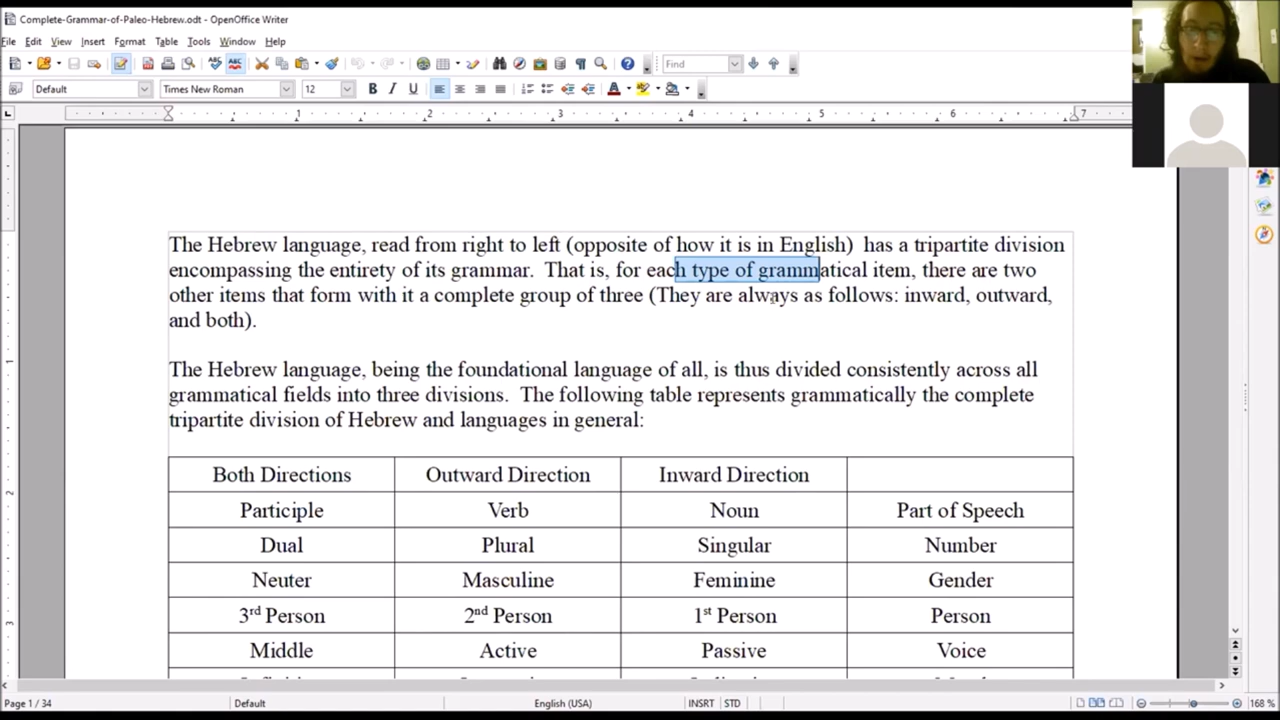 Complete-Grammar-of-Paleo-Hebrew.odt - OpenOffice Writer
File Edit View Insert Format Table Tools Window Help
Find
Default Times New Roman 12 B I U
1 2 3 4 5 6 7
The Hebrew language, read from right to left (opposite of how it is in English) has a tripartite division
encompassing the entirety of its grammar. That is, for each type of grammatical item, there are two
other items that form with it a complete group of three (They are always as follows: inward, outward,
and both).
The Hebrew language, being the foundational language of all, is thus divided consistently across all
grammatical fields into three divisions. The following table represents grammatically the complete
tripartite division of Hebrew and languages in general:
Both Directions Outward Direction Inward Direction
Participle Verb Noun Part of Speech
Dual Plural Singular Number
Neuter Masculine Feminine Gender
3rd Person 2nd Person 1st Person Person
Middle Active Passive Voice
Page 1 / 34 Default English (USA) INSRT STD 168 %